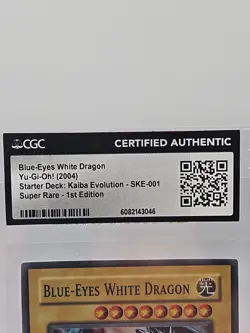 CGC
CERTIFIED AUTHENTIC
Blue-Eyes White Dragon
Yu-Gi-Oh! (2004)
Starter Deck: Kaiba Evolution - SKE-001
Super Rare - 1st Edition
6082143046
BLUE-EYES WHITE DRAGON
光